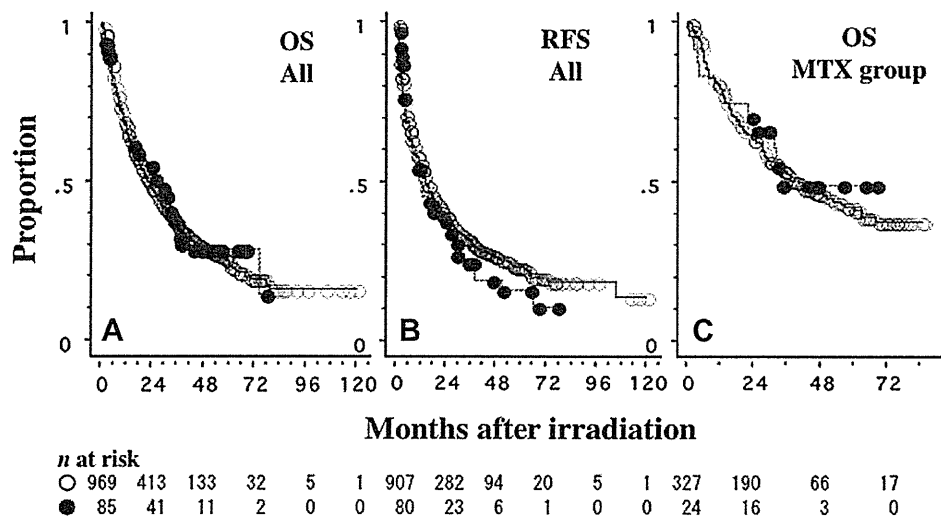 1
OS
All
.5
0
A
0 24 48 72 96 120
1
RFS
All
.5
0
B
0 24 48 72 96 120
1
OS
MTX group
.5
0
C
0 24 48 72
Proportion
Months after irradiation
n at risk
969 413 133 32 5 1 907 282 94 20 5 1 327 190 66 17
85 41 11 2 0 0 80 23 6 1 0 0 24 16 3 0